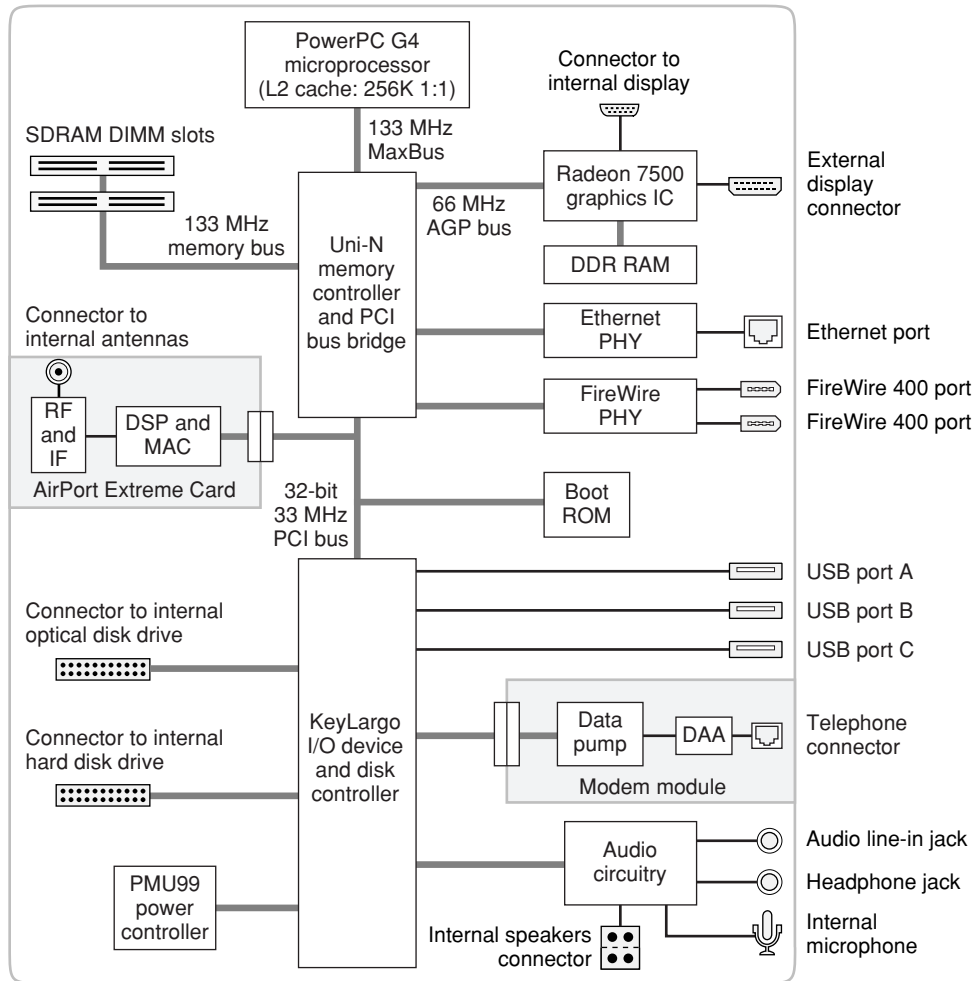 PowerPC G4
microprocessor
(L2 cache: 256K 1:1)
Connector to
internal display
SDRAM DIMM slots
133 MHz
MaxBus
Radeon 7500
graphics IC
External
display
connector
66 MHz
AGP bus
133 MHz
memory bus
Uni-N
memory
controller
and PCI
bus bridge
DDR RAM
Connector to
internal antennas
Ethernet
PHY
Ethernet port
FireWire
PHY
FireWire 400 port
FireWire 400 port
RF
and
IF
DSP and
MAC
AirPort Extreme Card
32-bit
33 MHz
PCI bus
Boot
ROM
USB port A
USB port B
USB port C
Connector to internal
optical disk drive
KeyLargo
I/O device
and disk
controller
Data
pump
DAA
Telephone
connector
Modem module
Connector to internal
hard disk drive
Audio
circuitry
Audio line-in jack
Headphone jack
PMU99
power
controller
Internal speakers
connector
Internal
microphone